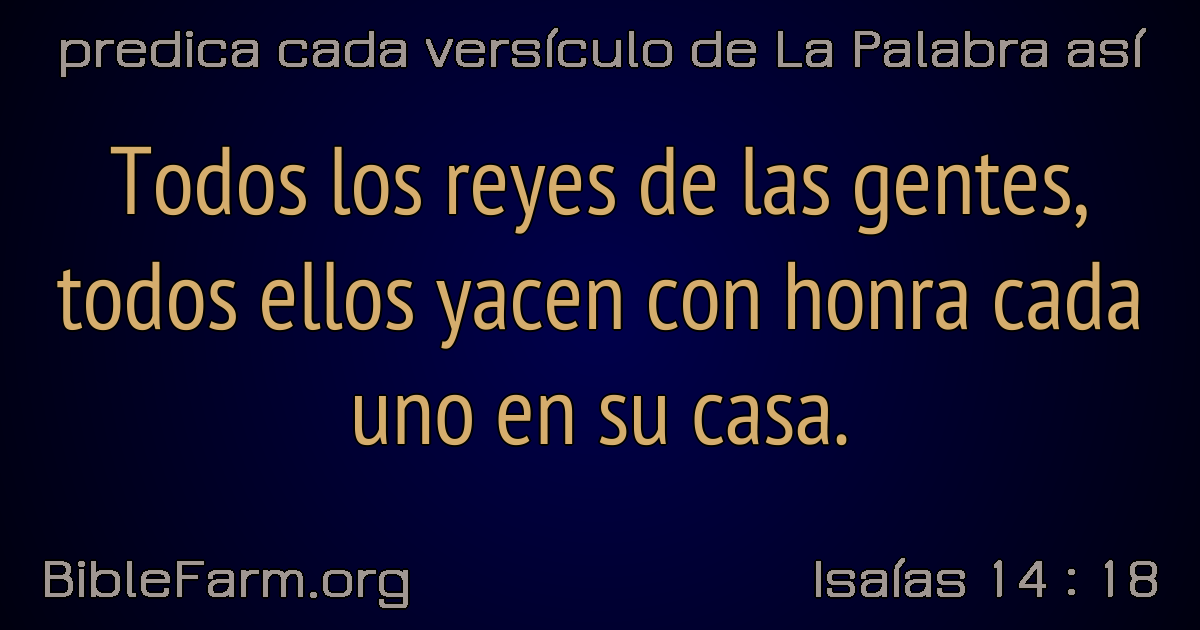 predica cada versículo de La Palabra así
Todos los reyes de las gentes,
todos ellos yacen con honra cada
uno en su casa.
BibleFarm.org
Isaías 14 : 18